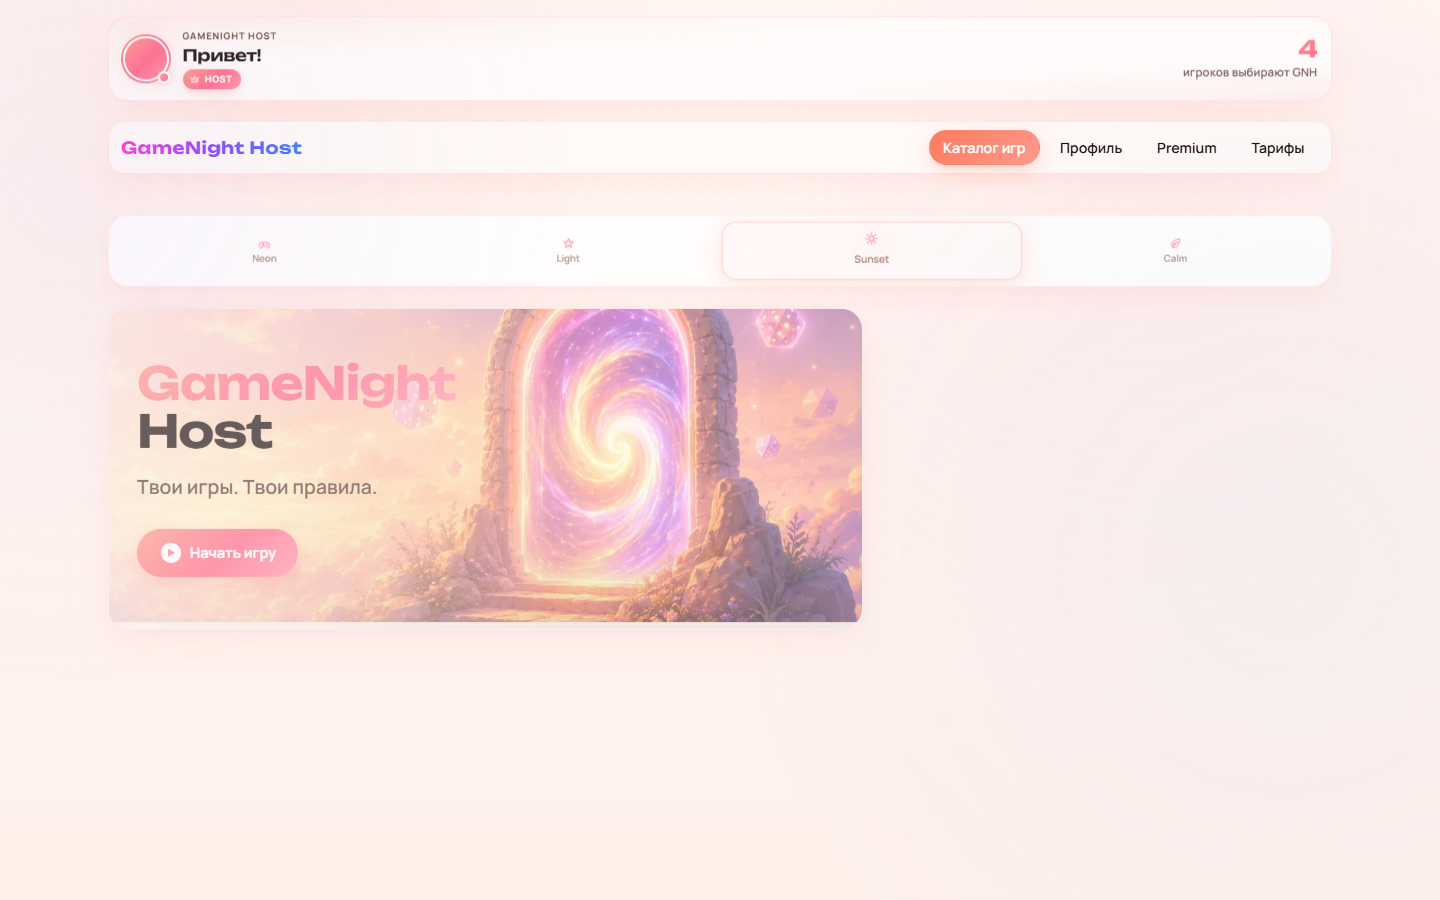 GAMENIGHT HOST
Привет!
HOST
4
игроков выбирают GNH
GameNight Host
Каталог игр
Профиль
Premium
Тарифы
Neon
Light
Sunset
Calm
GameNight
Host
Твои игры. Твои правила.
Начать игру